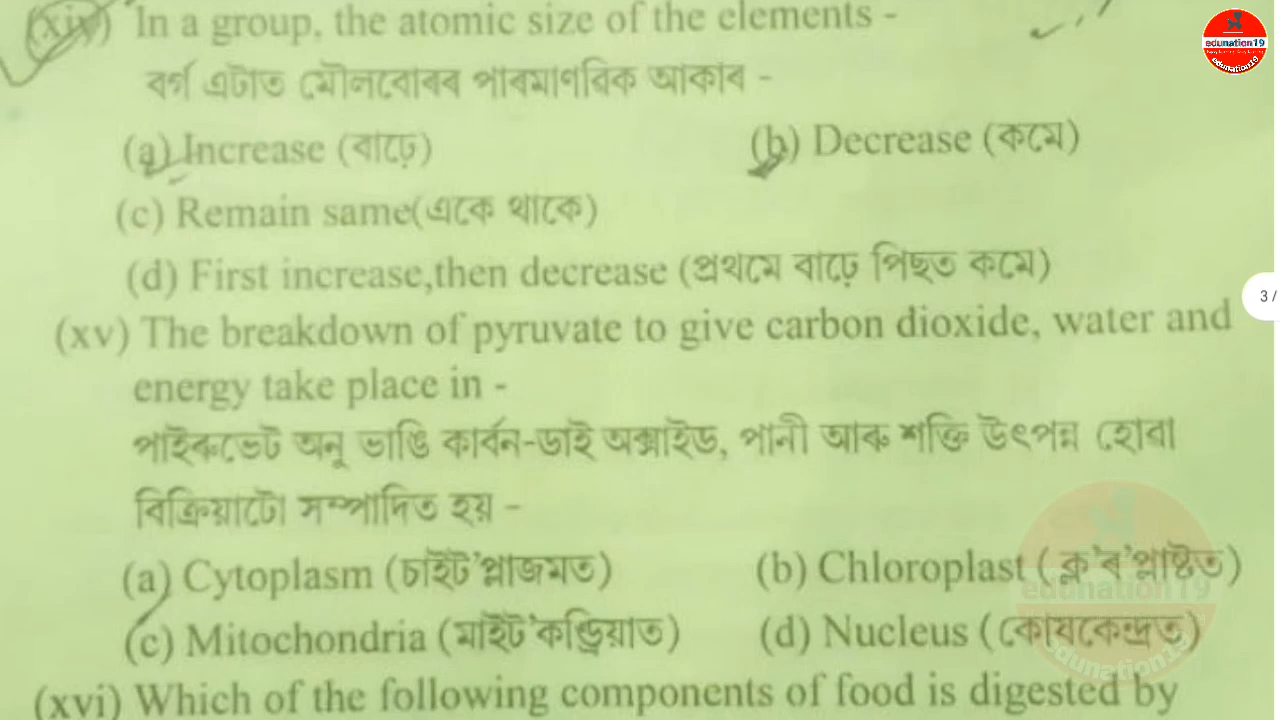 (xiv) In a group, the atomic size of the elements -
বৰ্গ এটাত মৌলবোৰৰ পাৰমাণৱিক আকাৰ -
(a) Increase (বাঢ়ে) (b) Decrease (কমে)
(c) Remain same(একে থাকে)
(d) First increase,then decrease (প্ৰথমে বাঢ়ে পিছত কমে)
(xv) The breakdown of pyruvate to give carbon dioxide, water and
energy take place in -
পাইৰুভেট অনু ভাঙি কাৰ্বন-ডাই অক্সাইড, পানী আৰু শক্তি উৎপন্ন হোৱা
বিক্ৰিয়াটো সম্পাদিত হয় -
(a) Cytoplasm (চাইট'প্লাজমত) (b) Chloroplast (ক্ল'ৰ'প্লাষ্টত)
(c) Mitochondria (মাইট'কণ্ড্ৰিয়াত) (d) Nucleus (কোষকেন্দ্ৰত)
(xvi) Which of the following components of food is digested by
edunation19
edunation19
3 /
edunation19
edunation19